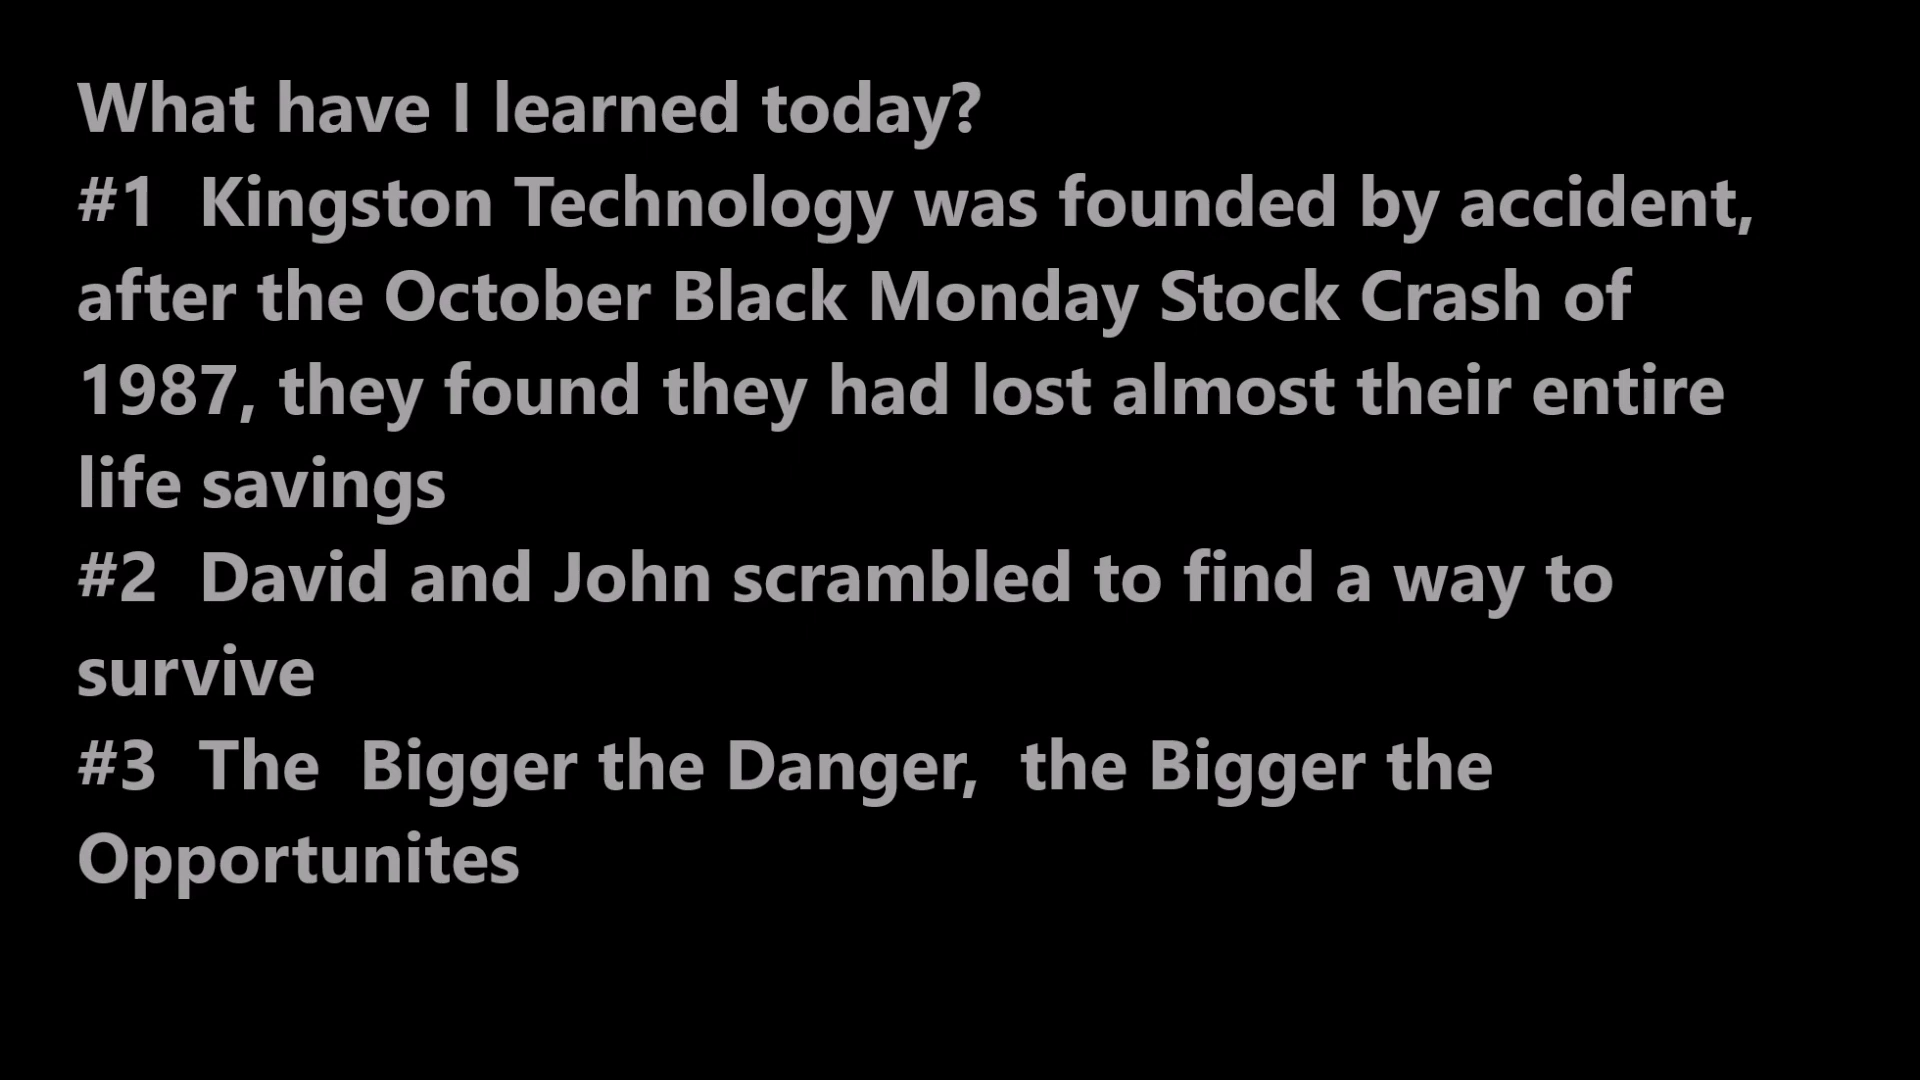 What have I learned today?
#1  Kingston Technology was founded by accident,
after the October Black Monday Stock Crash of
1987, they found they had lost almost their entire
life savings
#2  David and John scrambled to find a way to
survive
#3  The  Bigger the Danger,  the Bigger the
Opportunites